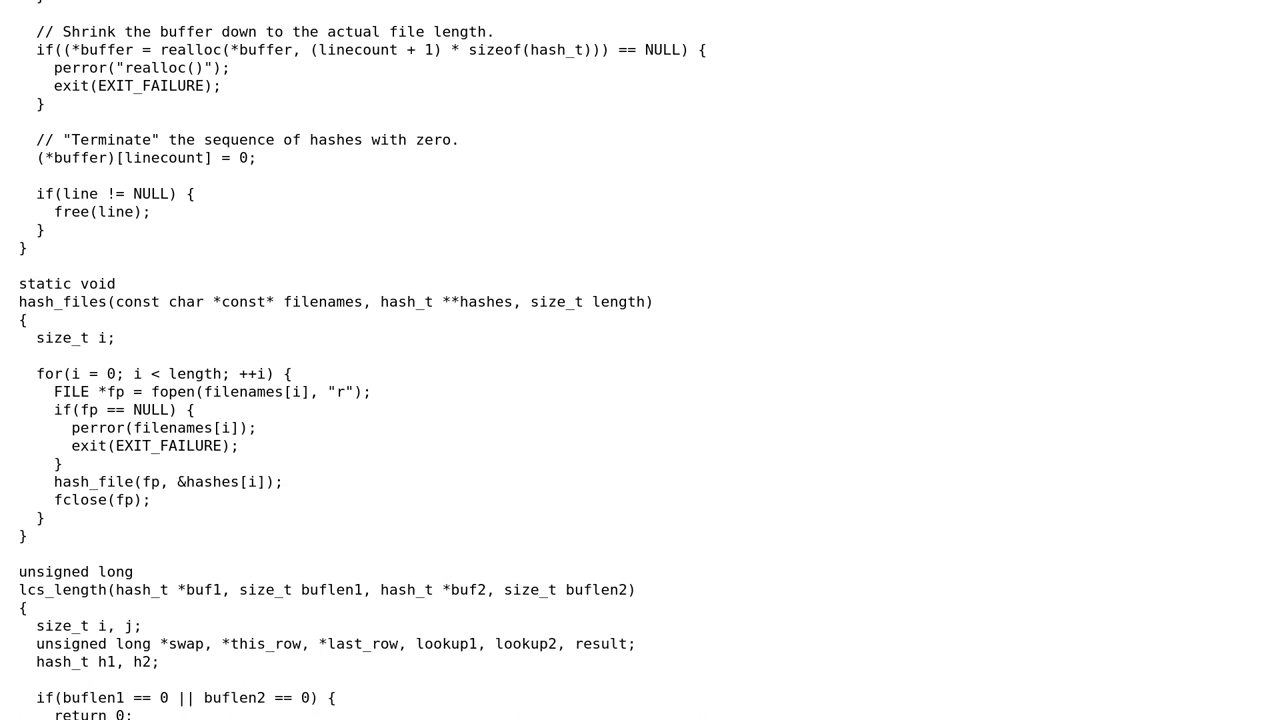 }
// Shrink the buffer down to the actual file length.
if((*buffer = realloc(*buffer, (linecount + 1) * sizeof(hash_t))) == NULL) {
perror("realloc()");
exit(EXIT_FAILURE);
}
// "Terminate" the sequence of hashes with zero.
(*buffer)[linecount] = 0;
if(line != NULL) {
free(line);
}
}
static void
hash_files(const char *const* filenames, hash_t **hashes, size_t length)
{
size_t i;
for(i = 0; i < length; ++i) {
FILE *fp = fopen(filenames[i], "r");
if(fp == NULL) {
perror(filenames[i]);
exit(EXIT_FAILURE);
}
hash_file(fp, &hashes[i]);
fclose(fp);
}
}
unsigned long
lcs_length(hash_t *buf1, size_t buflen1, hash_t *buf2, size_t buflen2)
{
size_t i, j;
unsigned long *swap, *this_row, *last_row, lookup1, lookup2, result;
hash_t h1, h2;
if(buflen1 == 0 || buflen2 == 0) {
return 0;